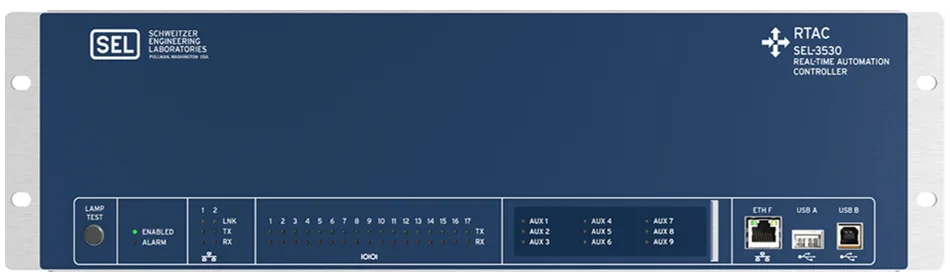 SEL
SCHWEITZER
ENGINEERING
LABORATORIES
PULLMAN, WASHINGTON USA
RTAC
SEL-3530
REAL-TIME AUTOMATION
CONTROLLER
LAMP
TEST
ENABLED
ALARM
1 2
LNK
TX
RX
1 2 3 4 5 6 7 8 9 10 11 12 13 14 15 16 17
TX
RX
IOIOI
AUX 1 AUX 4 AUX 7
AUX 2 AUX 5 AUX 8
AUX 3 AUX 6 AUX 9
ETH F USB A USB B